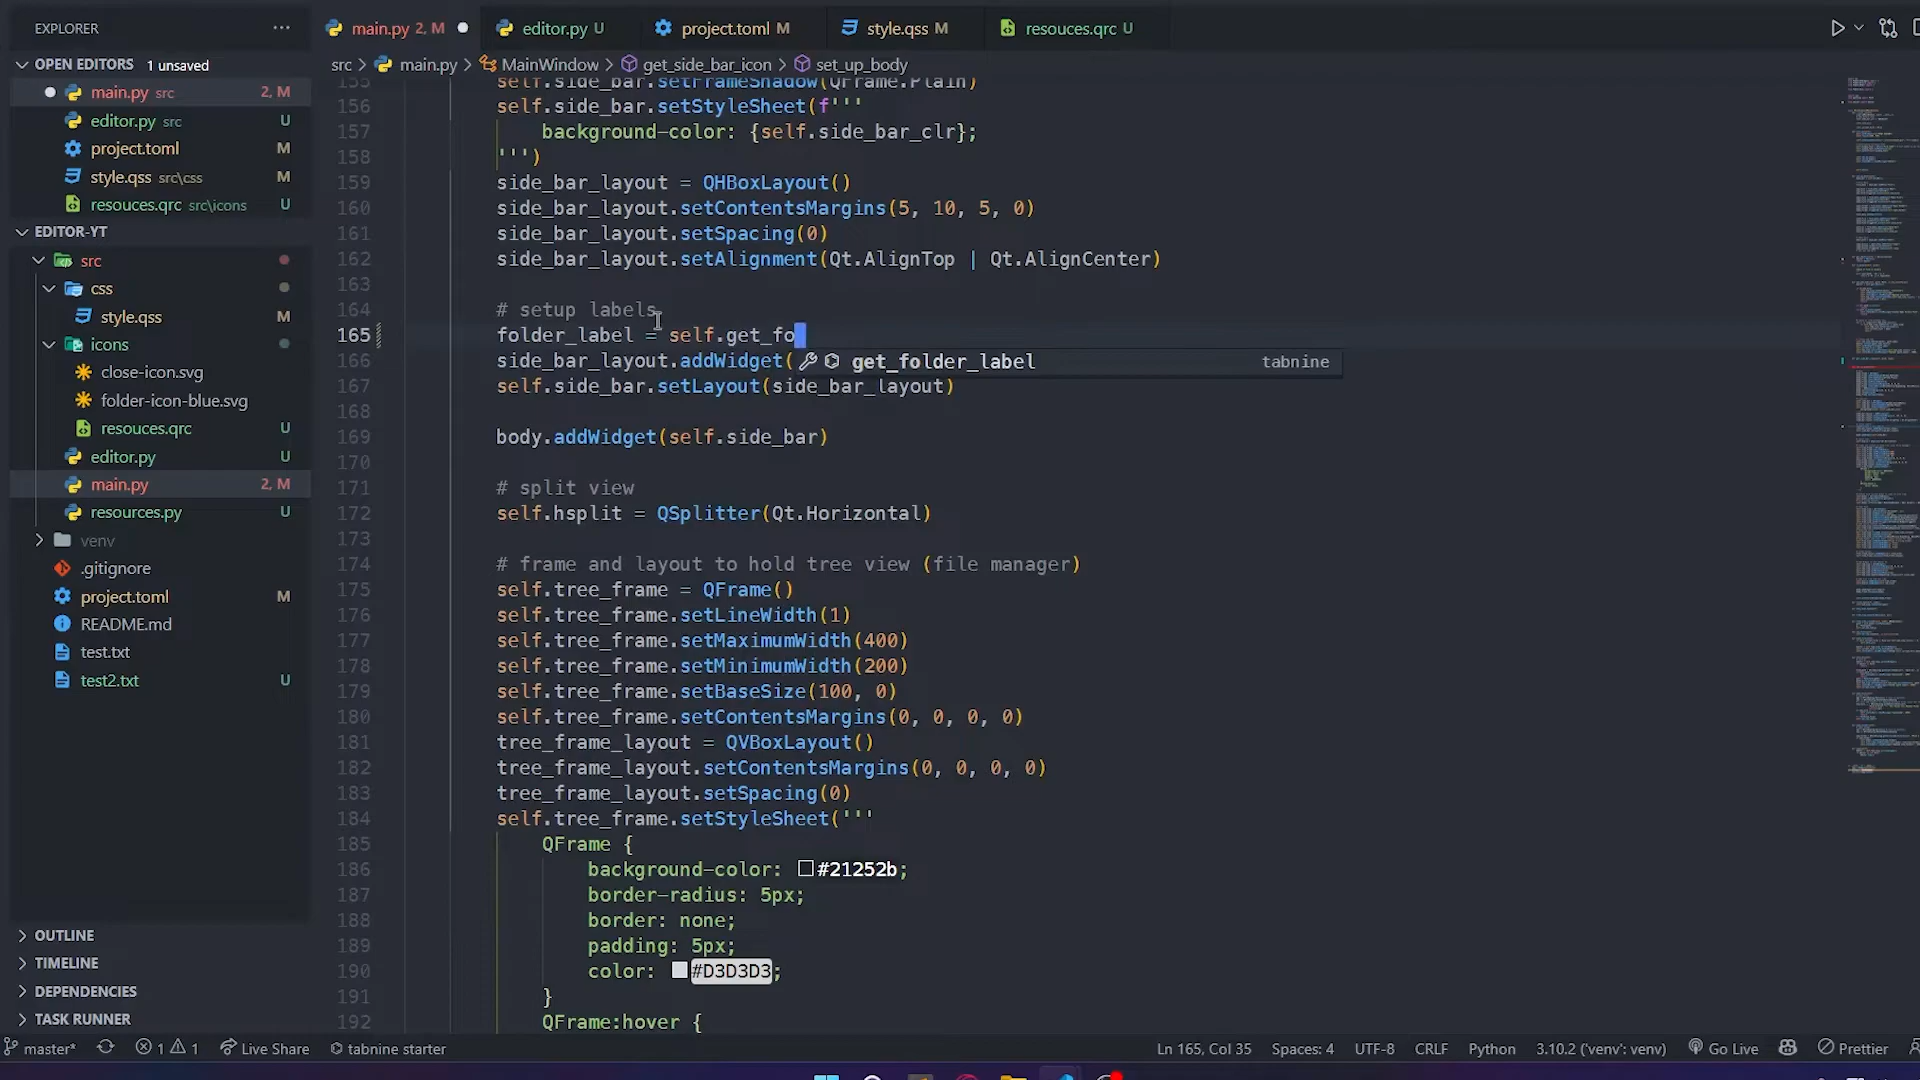 EXPLORER
main.py 2, M
editor.py U
project.toml M
style.qss M
resouces.qrc U
OPEN EDITORS 1 unsaved
main.py src 2, M
editor.py src U
project.toml M
style.qss src\css M
resouces.qrc src\icons U
EDITOR-YT
src
css
style.qss M
icons
close-icon.svg
folder-icon-blue.svg
resouces.qrc U
editor.py U
main.py 2, M
resources.py U
venv
.gitignore
project.toml M
README.md
test.txt
test2.txt U
OUTLINE
TIMELINE
DEPENDENCIES
TASK RUNNER
src > main.py > MainWindow > get_side_bar_icon > set_up_body
155 self.side_bar.setFrameShadow(QFrame.Plain)
156 self.side_bar.setStyleSheet(f'''
157 background-color: {self.side_bar_clr};
158 ''')
159 side_bar_layout = QHBoxLayout()
160 side_bar_layout.setContentsMargins(5, 10, 5, 0)
161 side_bar_layout.setSpacing(0)
162 side_bar_layout.setAlignment(Qt.AlignTop | Qt.AlignCenter)
163
164 # setup labels
165 folder_label = self.get_fo
166 side_bar_layout.addWidget( get_folder_label tabnine
167 self.side_bar.setLayout(side_bar_layout)
168
169 body.addWidget(self.side_bar)
170
171 # split view
172 self.hsplit = QSplitter(Qt.Horizontal)
173
174 # frame and layout to hold tree view (file manager)
175 self.tree_frame = QFrame()
176 self.tree_frame.setLineWidth(1)
177 self.tree_frame.setMaximumWidth(400)
178 self.tree_frame.setMinimumWidth(200)
179 self.tree_frame.setBaseSize(100, 0)
180 self.tree_frame.setContentsMargins(0, 0, 0, 0)
181 tree_frame_layout = QVBoxLayout()
182 tree_frame_layout.setContentsMargins(0, 0, 0, 0)
183 tree_frame_layout.setSpacing(0)
184 self.tree_frame.setStyleSheet('''
185 QFrame {
186 background-color: #21252b;
187 border-radius: 5px;
188 border: none;
189 padding: 5px;
190 color: #D3D3D3;
191 }
192 QFrame:hover {
master* 1 1 Live Share tabnine starter Ln 165, Col 35 Spaces: 4 UTF-8 CRLF Python 3.10.2 ('venv': venv) Go Live Prettier